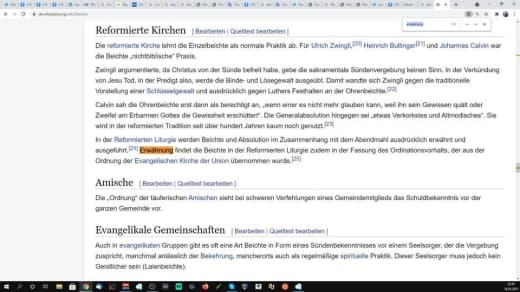 de.wikipedia.org/wiki/Beichte
Erwähnung
Reformierte Kirchen [ Bearbeiten | Quelltext bearbeiten ]
Die reformierte Kirche lehnt die Einzelbeichte als normale Praktik ab. Für Ulrich Zwingli,[20] Heinrich Bullinger[21] und Johannes Calvin war
die Beichte „nichtbiblische“ Praxis.
Zwingli argumentierte, da Christus von der Sünde befreit habe, gebe die sakramentale Sündenvergebung keinen Sinn. In der Verkündung
von Jesu Tod, in der Predigt also, werde die Binde- und Lösegewalt ausgeübt. Damit wandte sich Zwingli gegen die traditionelle
Vorstellung einer Schlüsselgewalt und ausdrücklich gegen Luthers Festhalten an der Ohrenbeichte.[22]
Calvin sah die Ohrenbeichte erst dann als berechtigt an, „wenn einer es nicht mehr glauben kann, weil ihn sein Gewissen quält oder
Zweifel am Erbarmen Gottes die Gewissheit erschüttert“. Die Generalabsolution hingegen sei „etwas Verkorkstes und Altmodisches“. Sie
wird in der reformierten Tradition seit über hundert Jahren kaum noch genutzt.[23]
In der Reformierten Liturgie werden Beichte und Absolution im Zusammenhang mit dem Abendmahl ausdrücklich erwähnt und
ausgeführt.[24] Erwähnung findet die Beichte in der Reformierten Liturgie zudem in der Fassung des Ordinationsvorhalts, der aus der
Ordnung der Evangelischen Kirche der Union übernommen wurde.[25]
Amische [ Bearbeiten | Quelltext bearbeiten ]
Die „Ordnung“ der täuferischen Amischen sieht bei schweren Verfehlungen eines Gemeindemitglieds das Schuldbekenntnis vor der
ganzen Gemeinde vor.
Evangelikale Gemeinschaften [ Bearbeiten | Quelltext bearbeiten ]
Auch in evangelikalen Gruppen gibt es oft eine Art Beichte in Form eines Sündenbekenntnisses vor einem Seelsorger, der die Vergebung
zuspricht, manchmal anlässlich der Bekehrung, mancherorts auch als regelmäßige spirituelle Praktik. Dieser Seelsorger muss jedoch kein
Geistlicher sein (Laienbeichte).